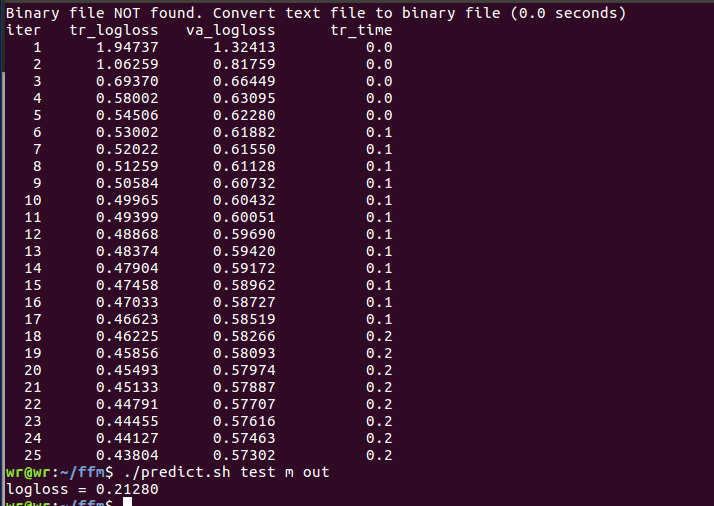 Binary file NOT found. Convert text file to binary file (0.0 seconds)
iter tr_logloss va_logloss tr_time
1 1.94737 1.32413 0.0
2 1.06259 0.81759 0.0
3 0.69370 0.66449 0.0
4 0.58002 0.63095 0.0
5 0.54506 0.62280 0.0
6 0.53002 0.61882 0.1
7 0.52022 0.61550 0.1
8 0.51259 0.61128 0.1
9 0.50584 0.60732 0.1
10 0.49965 0.60432 0.1
11 0.49399 0.60051 0.1
12 0.48868 0.59690 0.1
13 0.48374 0.59420 0.1
14 0.47904 0.59172 0.1
15 0.47458 0.58962 0.1
16 0.47033 0.58727 0.1
17 0.46623 0.58519 0.1
18 0.46225 0.58266 0.2
19 0.45856 0.58093 0.2
20 0.45493 0.57974 0.2
21 0.45133 0.57887 0.2
22 0.44791 0.57707 0.2
23 0.44455 0.57616 0.2
24 0.44127 0.57463 0.2
25 0.43804 0.57302 0.2
wr@wr:~/ffm$ ./predict.sh test m out
logloss = 0.21280
wr@wr:~/ffm$